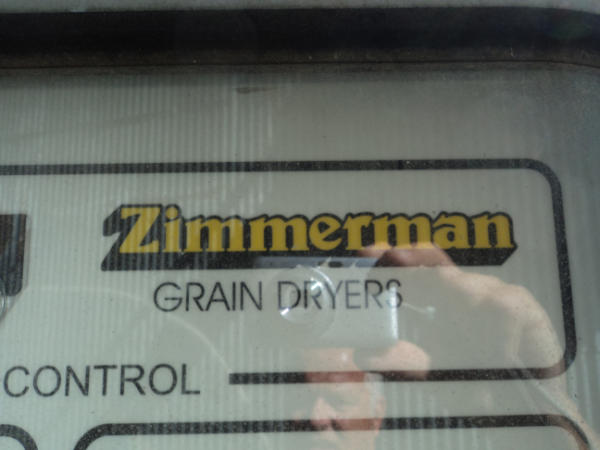 Zimmerman
GRAIN DRYERS
CONTROL